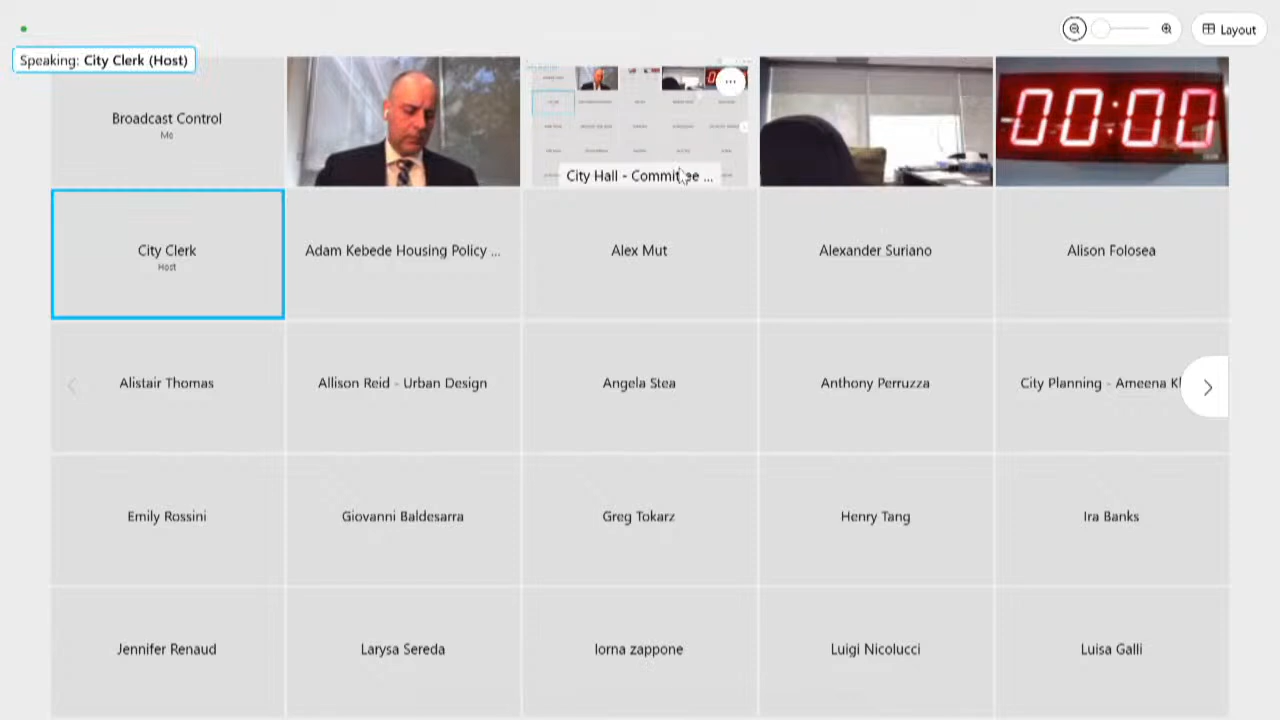 Layout
Speaking: City Clerk (Host)
Broadcast Control
Me
City Hall - Committee ...
00:00
City Clerk
Host
Adam Kebede Housing Policy ...
Alex Mut
Alexander Suriano
Alison Folosea
Alistair Thomas
Allison Reid - Urban Design
Angela Stea
Anthony Perruzza
City Planning - Ameena
Emily Rossini
Giovanni Baldesarra
Greg Tokarz
Henry Tang
Ira Banks
Jennifer Renaud
Larysa Sereda
lorna zappone
Luigi Nicolucci
Luisa Galli